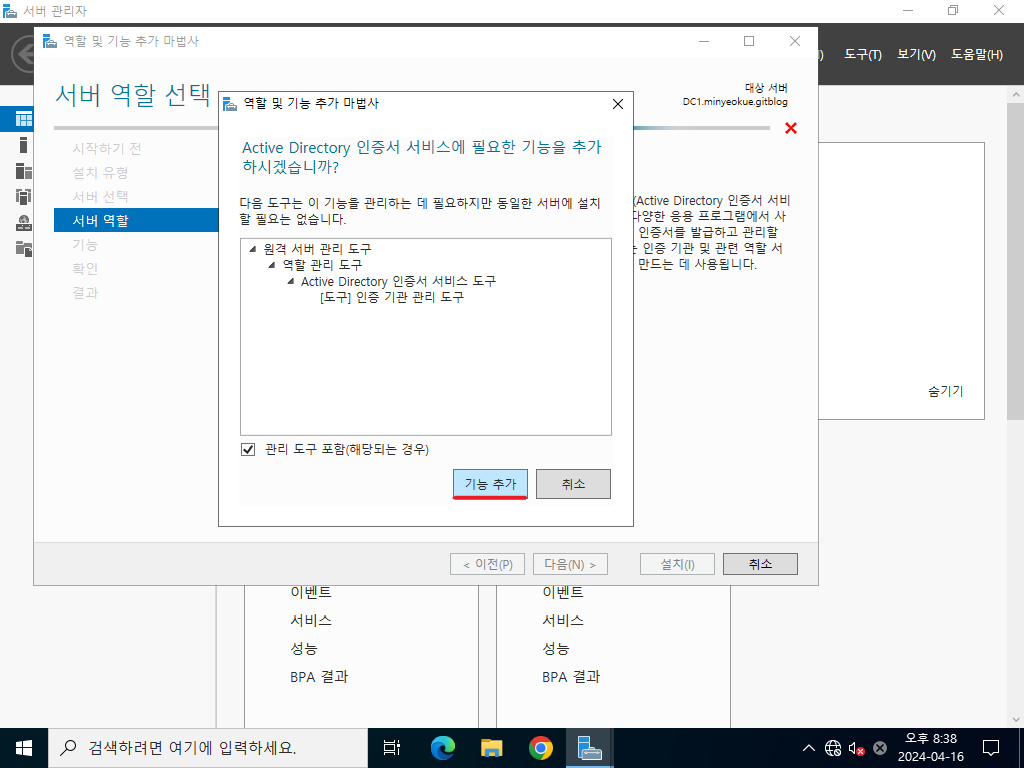 서버 관리자
역할 및 기능 추가 마법사
도구(T) 보기(V) 도움말(H)
서버 역할 선택
대상 서버
DC1.minyeokue.gitblog
시작하기 전
설치 유형
서버 선택
서버 역할
기능
확인
결과
역할 및 기능 추가 마법사
Active Directory 인증서 서비스에 필요한 기능을 추가
하시겠습니까?
다음 도구는 이 기능을 관리하는 데 필요하지만 동일한 서버에 설치
할 필요는 없습니다.
원격 서버 관리 도구
역할 관리 도구
Active Directory 인증서 서비스 도구
[도구] 인증 기관 관리 도구
관리 도구 포함(해당되는 경우)
기능 추가 취소
(Active Directory 인증서 서비
다양한 응용 프로그램에서 사
인증서를 발급하고 관리할
인증 기관 및 관련 역할 서
만드는 데 사용됩니다.
숨기기
< 이전(P) 다음(N) > 설치(I) 취소
이벤트
서비스
성능
BPA 결과
이벤트
서비스
성능
BPA 결과
검색하려면 여기에 입력하세요.
오후 8:38
2024-04-16